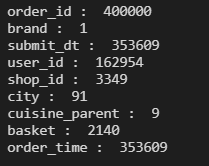 order_id :  400000
brand :  1
submit_dt :  353609
user_id :  162954
shop_id :  3349
city :  91
cuisine_parent :  9
basket :  2140
order_time :  353609